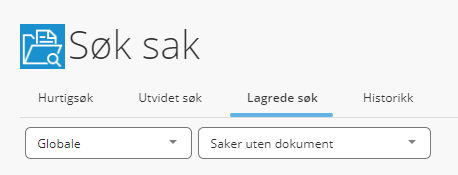 Søk sak
Hurtigsøk Utvidet søk Lagrede søk Historikk
Globale Saker uten dokument